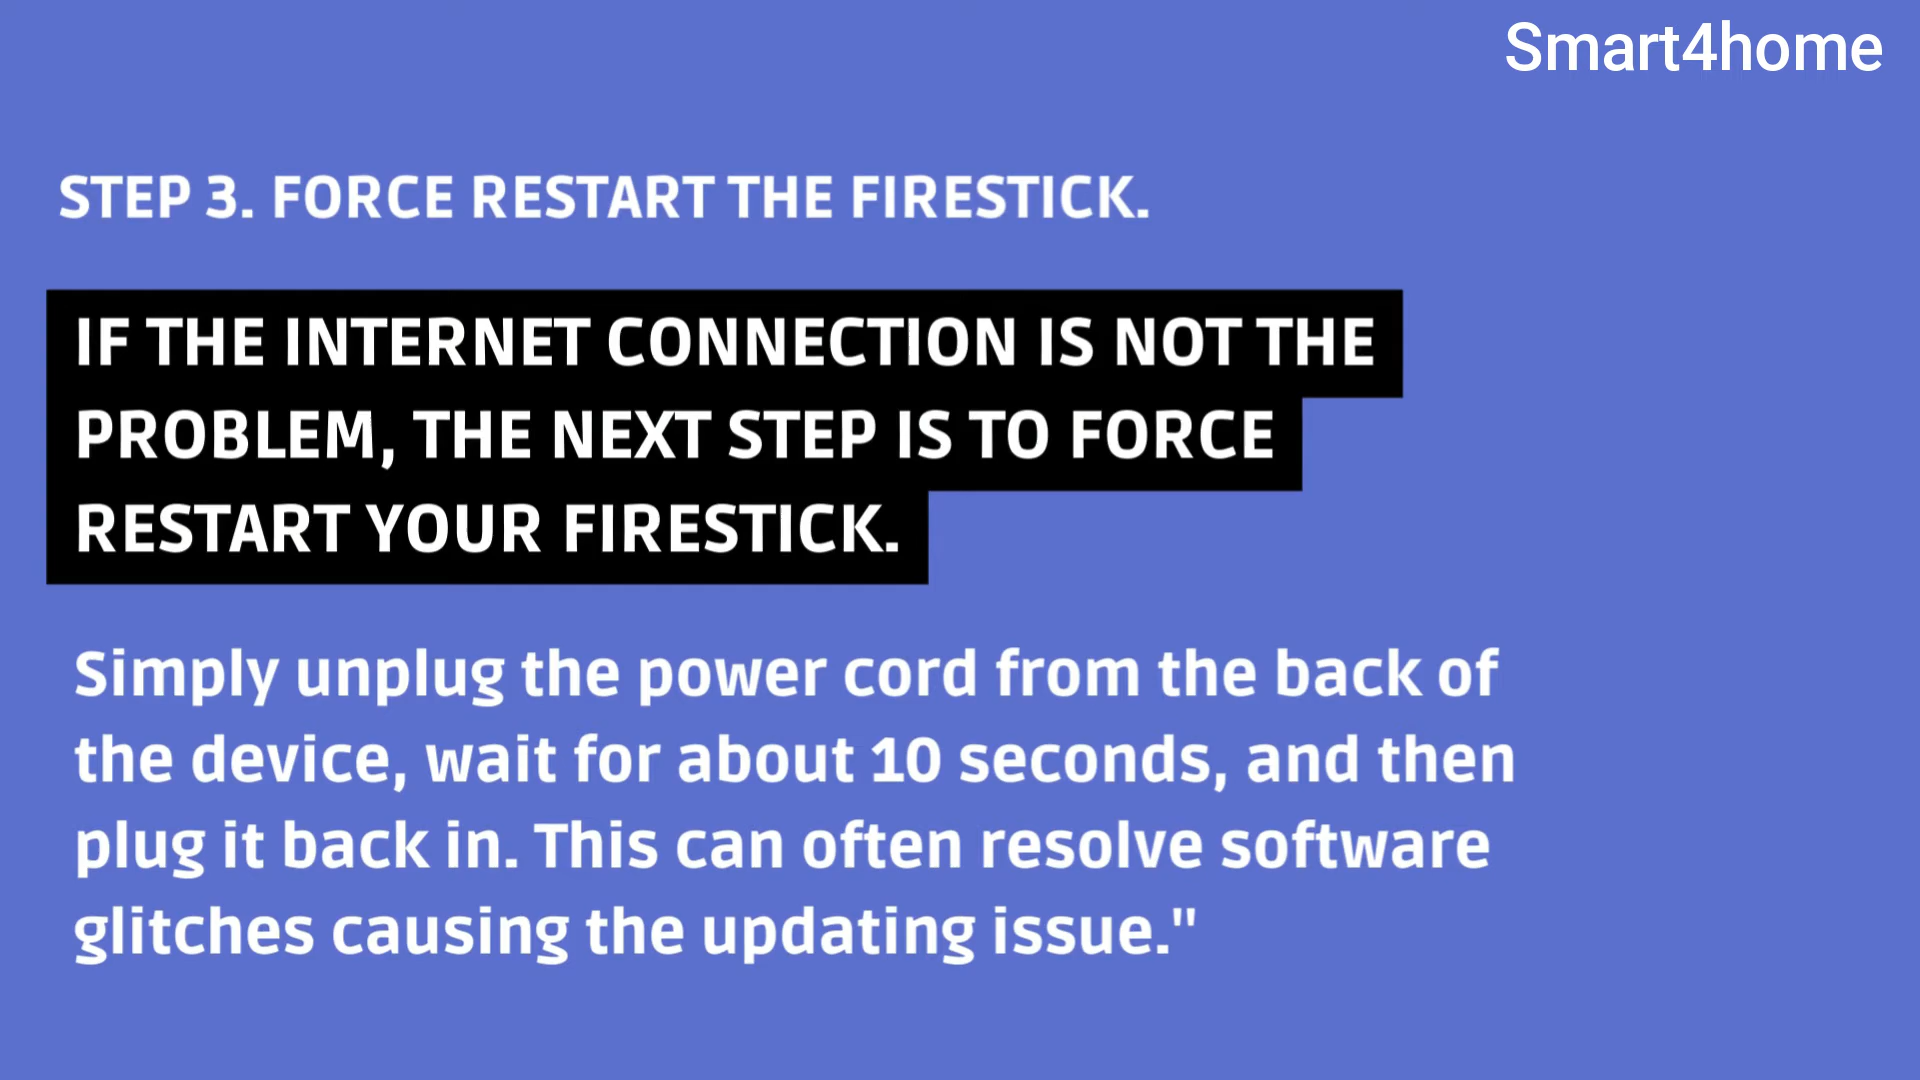 Smart4home
STEP 3. FORCE RESTART THE FIRESTICK.
IF THE INTERNET CONNECTION IS NOT THE
PROBLEM, THE NEXT STEP IS TO FORCE
RESTART YOUR FIRESTICK.
Simply unplug the power cord from the back of
the device, wait for about 10 seconds, and then
plug it back in. This can often resolve software
glitches causing the updating issue."